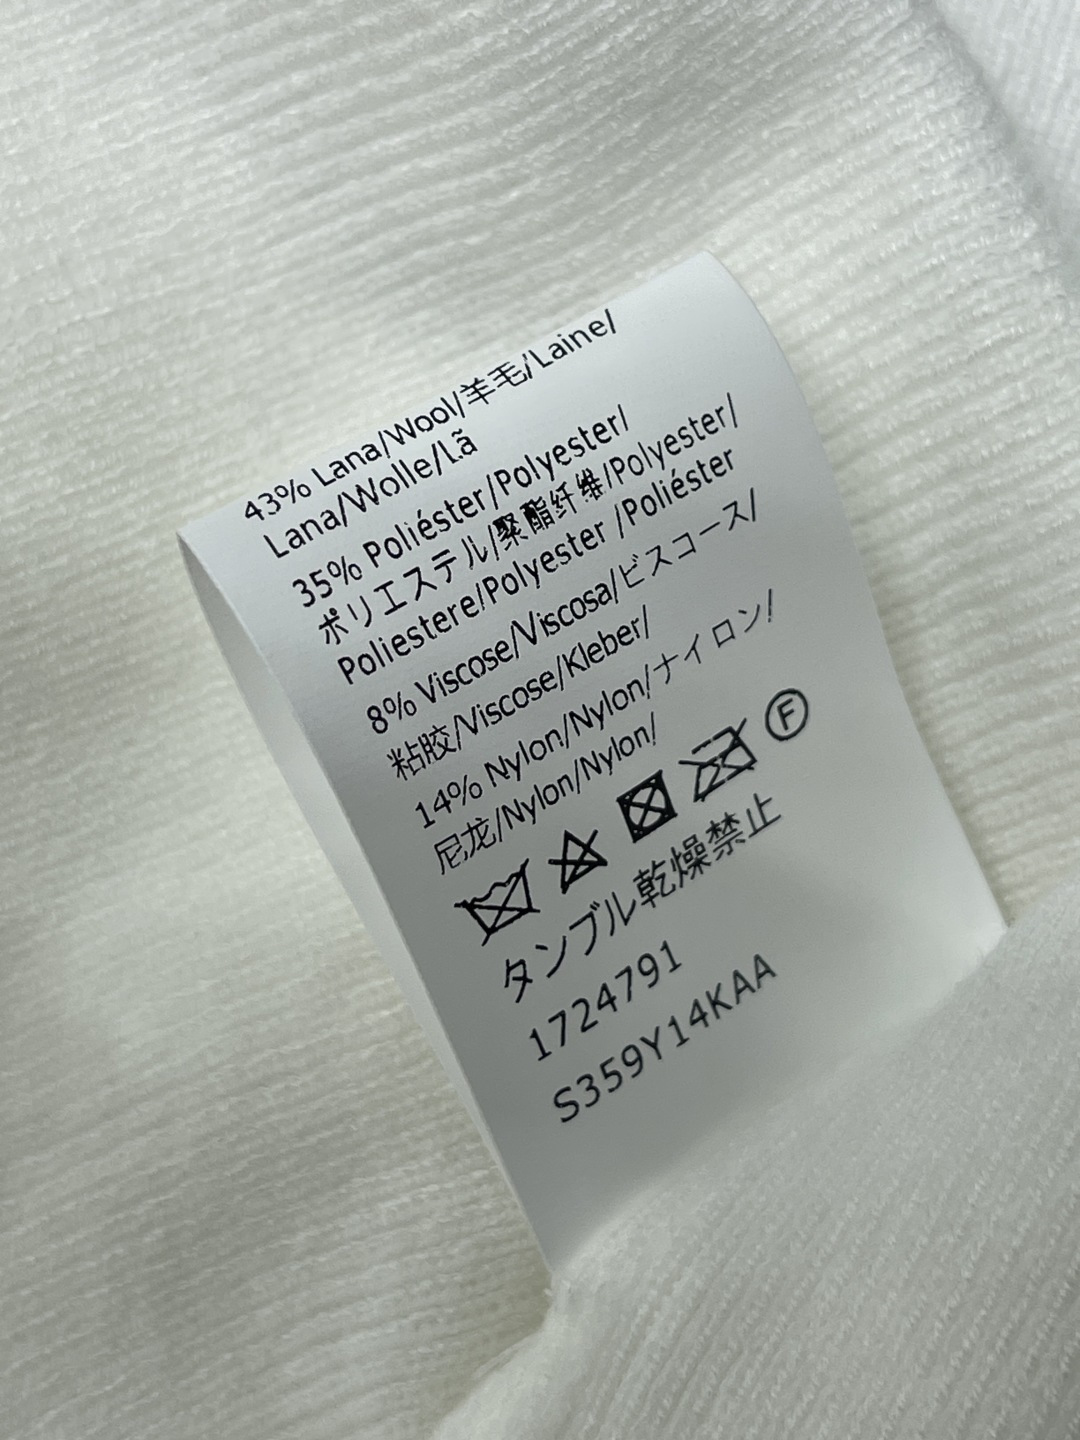 43% Lana/Wool/羊毛/Laine/
Lana/Wolle/Lã
35% Poliéster/Polyester/
ポリエステル/聚酯纤维/Polyester/
Poliestere/Polyester /Poliéster
8% Viscose/Viscosa/ビスコース/
粘胶/Viscose/Kleber/
14% Nylon/Nylon/ナイロン/
尼龙/Nylon/Nylon/
F
タンブル乾燥禁止
1724791
S359Y14KAA